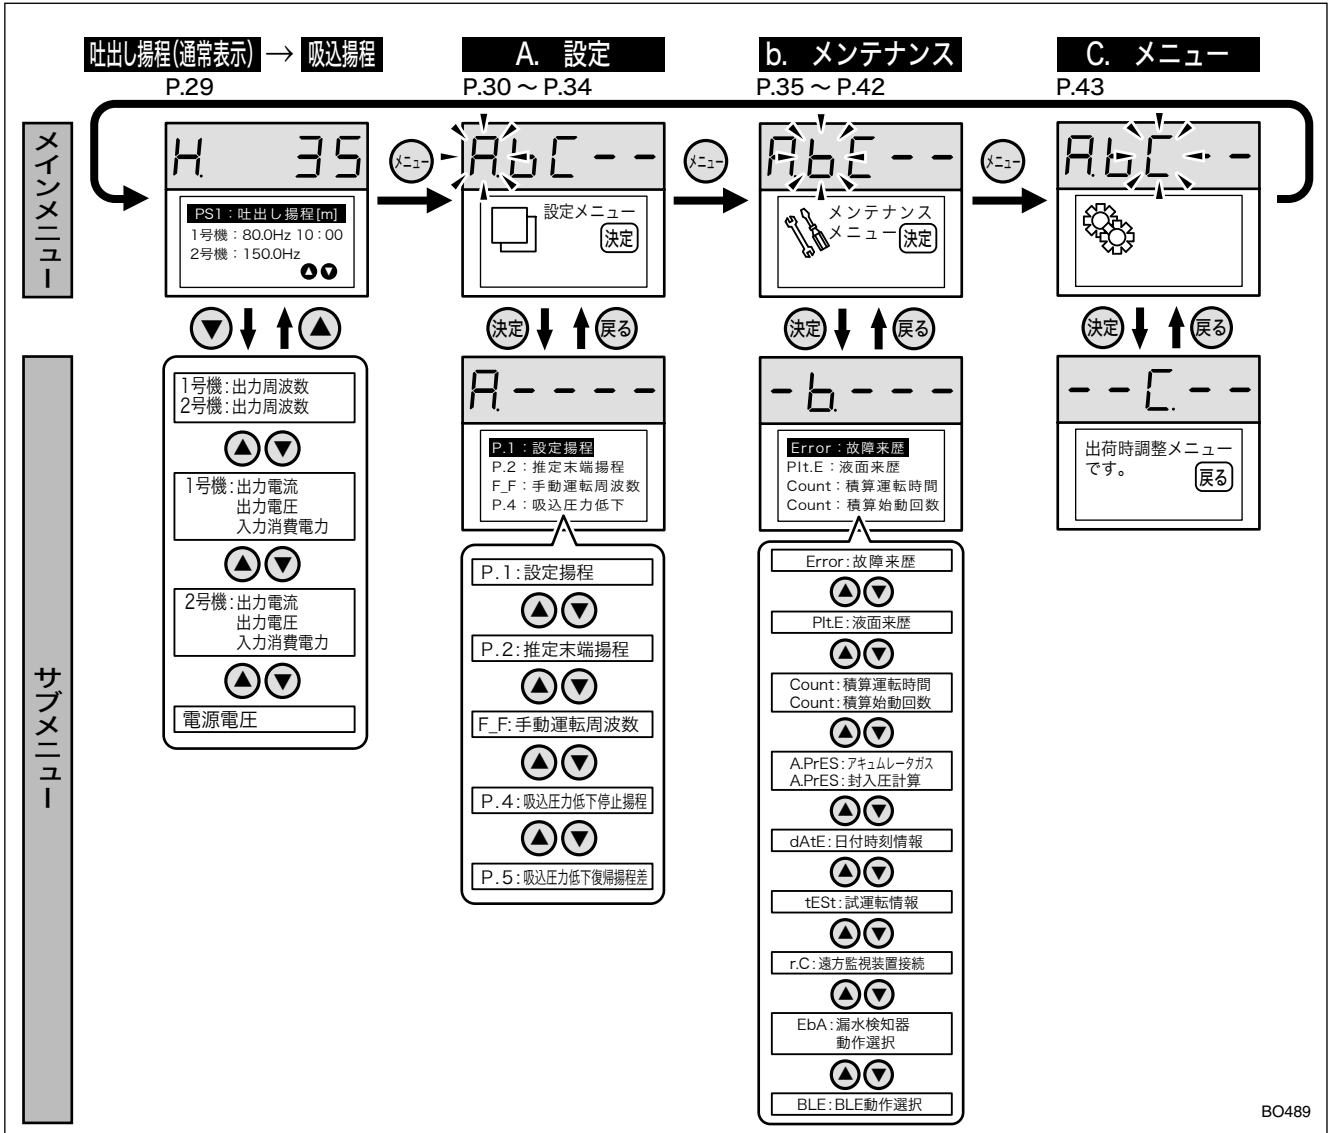 吐出し揚程(通常表示) → 吸込揚程
P.29
A. 設定
P.30 ～ P.34
b. メンテナンス
P.35 ～ P.42
C. メニュー
P.43
メインメニュー
H. 35
PS1：吐出し揚程[m]
1号機：80.0Hz 10：00
2号機：150.0Hz
メニュー
A.bC--
設定メニュー
決定
メニュー
A.bE--
メンテナンス
メニュー 決定
メニュー
A.bC--
決定 戻る
決定 戻る
決定 戻る
サブメニュー
1号機：出力周波数
2号機：出力周波数
1号機：出力電流
出力電圧
入力消費電力
2号機：出力電流
出力電圧
入力消費電力
電源電圧
A.----
P.1：設定揚程
P.2：推定末端揚程
F_F：手動運転周波数
P.4：吸込圧力低下
P.1：設定揚程
P.2：推定末端揚程
F_F：手動運転周波数
P.4：吸込圧力低下停止揚程
P.5：吸込圧力低下復帰揚程差
-b.---
Error：故障来歴
Plt.E：液面来歴
Count：積算運転時間
Count：積算始動回数
Error：故障来歴
Plt.E：液面来歴
Count：積算運転時間
Count：積算始動回数
A.PrES：アキュムレータガス
A.PrES：封入圧計算
dAtE：日付時刻情報
tESt：試運転情報
r.C：遠方監視装置接続
EbA：漏水検知器
動作選択
BLE：BLE動作選択
--C.--
出荷時調整メニュー
です。 戻る
BO489